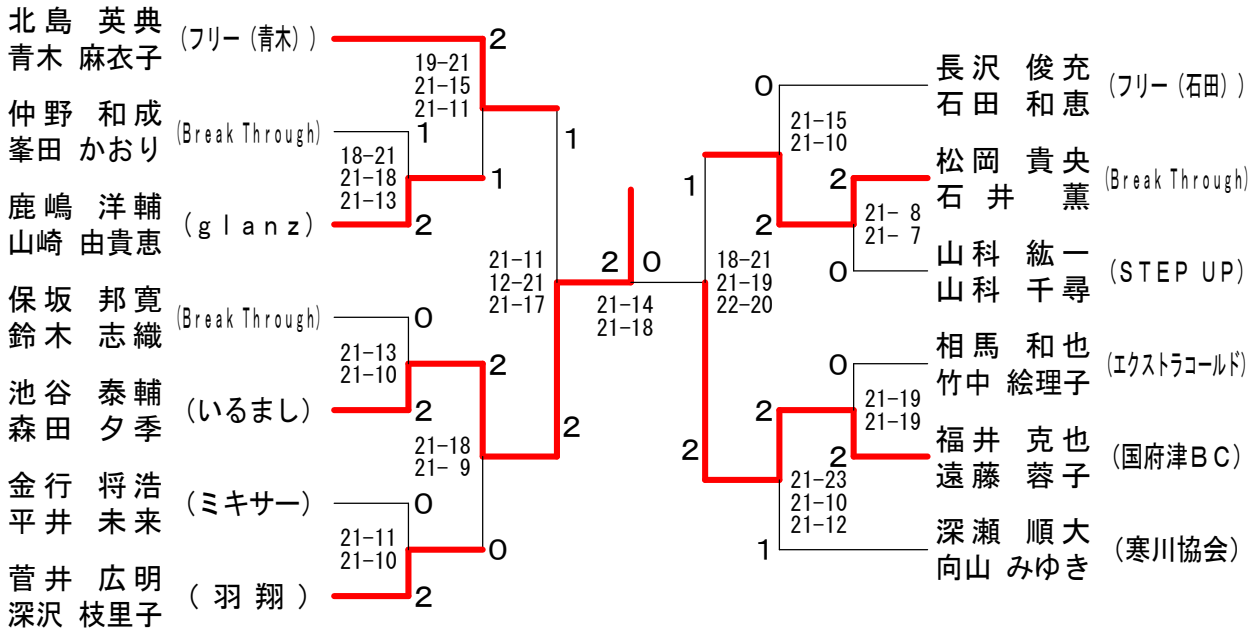 北島 英典
青木 麻衣子
(フリー(青木))
2
19-21
21-15
21-11
仲野 和成
峯田 かおり
(Break Through)
1
18-21
21-18
21-13
1
鹿嶋 洋輔
山崎 由貴恵
(glanz)
2
1
保坂 邦寛
鈴木 志織
(Break Through)
0
21-13
21-10
2
池谷 泰輔
森田 夕季
(いるまし)
2
21-11
12-21
21-17
21-18
21- 9
2
金行 将浩
平井 未来
(ミキサー)
0
21-11
21-10
0
菅井 広明
深沢 枝里子
(羽翔)
2
2
0
21-14
21-18
長沢 俊充
石田 和恵
(フリー(石田))
0
21-15
21-10
松岡 貴央
石井 薫
(Break Through)
2
1
2
21- 8
21- 7
山科 紘一
山科 千尋
(STEP UP)
0
18-21
21-19
22-20
相馬 和也
竹中 絵理子
(エクストラコールド)
0
21-19
21-19
2
福井 克也
遠藤 蓉子
(国府津BC)
2
2
21-23
21-10
21-12
深瀬 順大
向山 みゆき
(寒川協会)
1